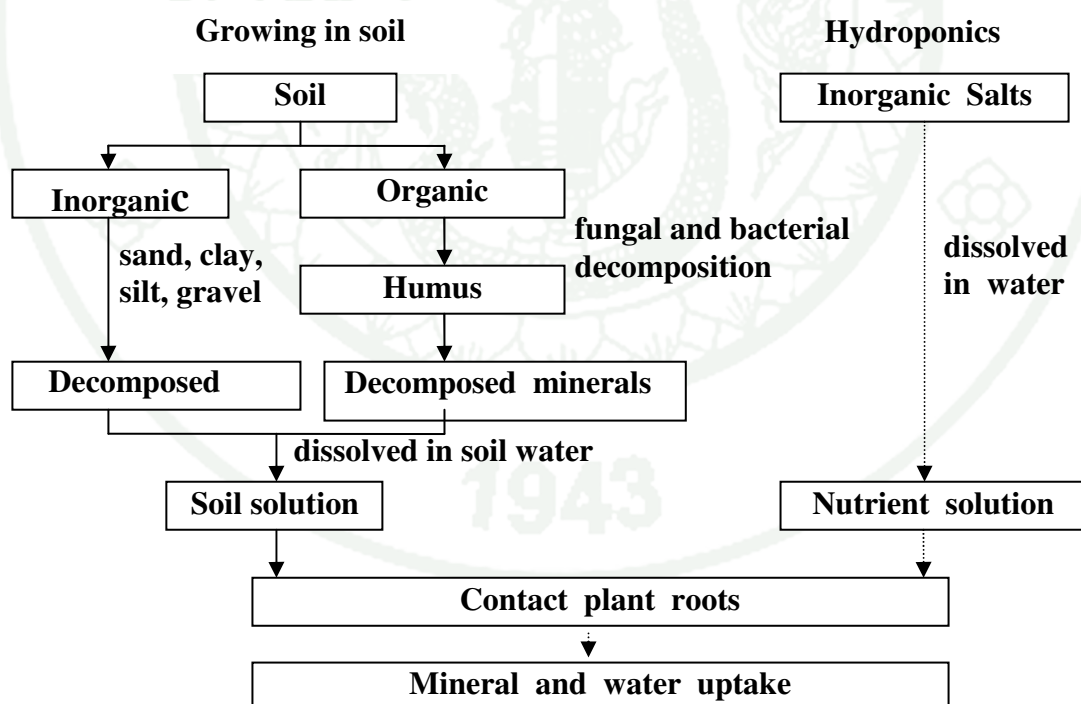 Growing in soil
Hydroponics
Soil
Inorganic Salts
Inorganic
Organic
sand, clay,
silt, gravel
fungal and bacterial
decomposition
dissolved
in water
Humus
Decomposed
Decomposed minerals
dissolved in soil water
1943
Soil solution
Nutrient solution
Contact plant roots
Mineral and water uptake